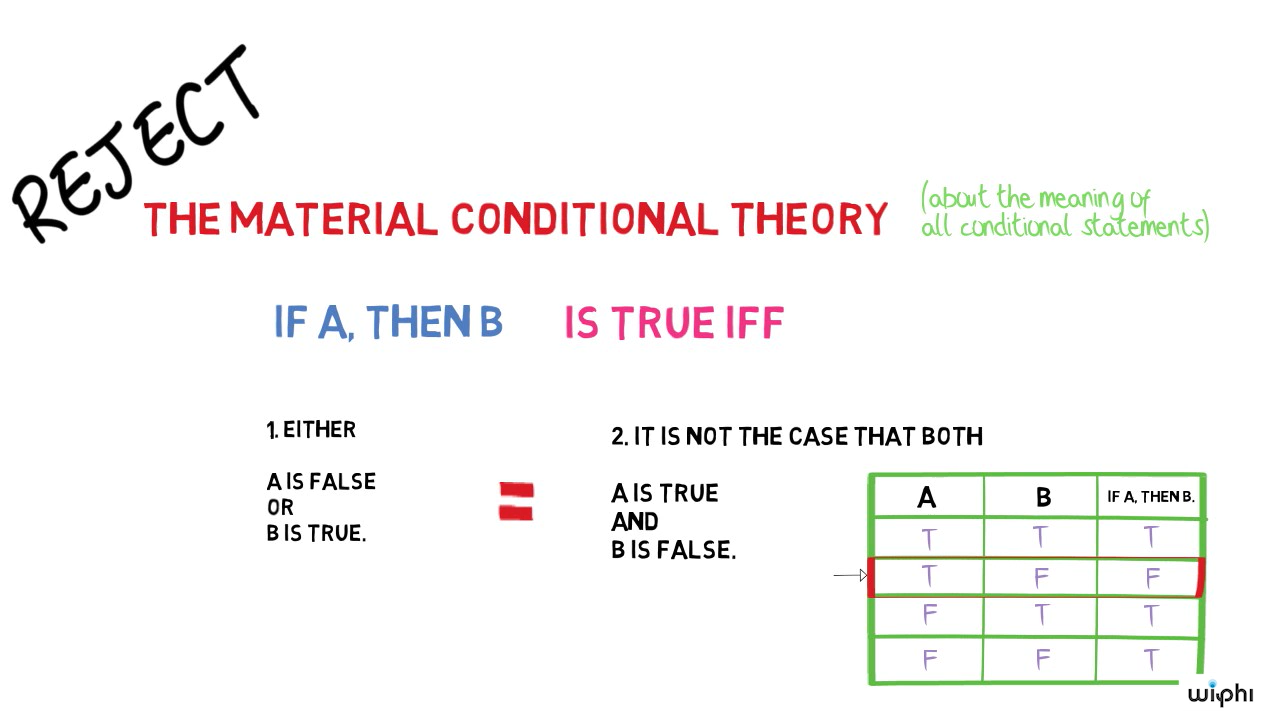 REJECT
THE MATERIAL CONDITIONAL THEORY
(about the meaning of
all conditional statements)
IF A, THEN B IS TRUE IFF
1. EITHER
A IS FALSE
OR
B IS TRUE.
=
2. IT IS NOT THE CASE THAT BOTH
A IS TRUE
AND
B IS FALSE.
A B IF A, THEN B.
T T T
T F F
F T T
F F T
wiphi